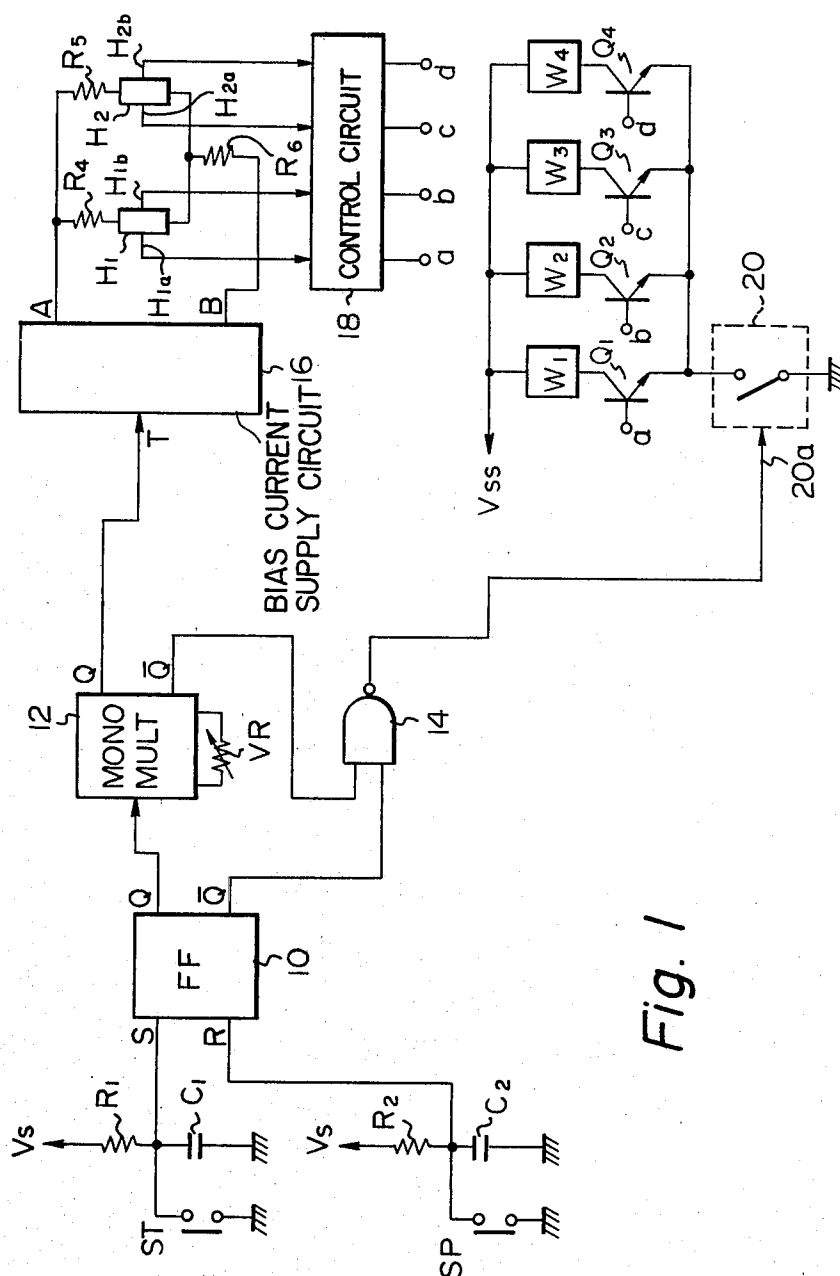 Vs
R1
ST
C1
S
R
FF
10
Q
Q̅
Vs
R2
SP
C2
12
MONO
MULT
VR
Q
Q̅
14
T
A
B
BIAS CURRENT
SUPPLY CIRCUIT 16
R4
R5
H1
H1a
H1b
H2
H2a
H2b
R6
18
CONTROL CIRCUIT
a
b
c
d
Vss
W1
W2
W3
W4
Q1
Q2
Q3
Q4
a
b
c
d
20
20a
Fig. 1